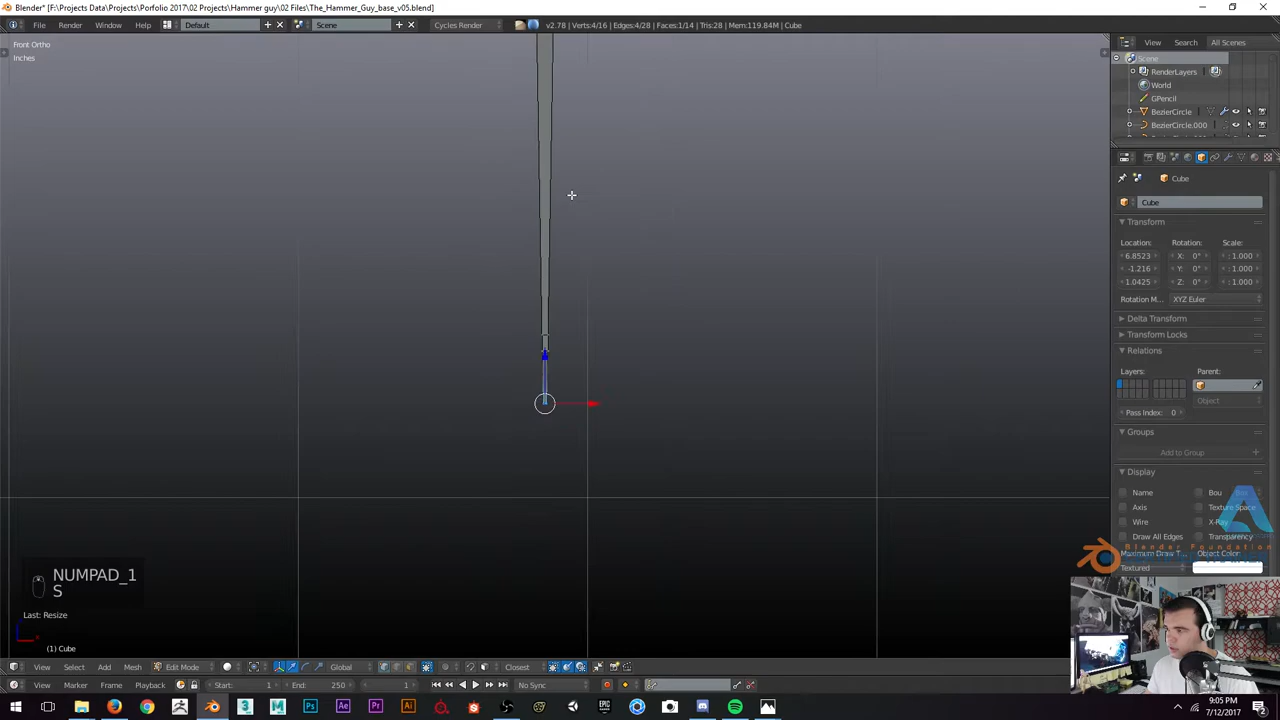 Blender* [F:\Projects Data\Projects\Porfolio 2017\02 Projects\Hammer guy\02 Files\The_Hammer_Guy_base_v05.blend]
File Render Window Help Default Scene Cycles Render v2.78 | Verts:4/16 | Edges:4/28 | Faces:1/14 | Tris:28 | Mem:119.84M | Cube
Front Ortho
Inches
View Search All Scenes
Scene
RenderLayers
World
GPencil
BezierCircle
BezierCircle.000
Cube
Cube
Transform
Location: Rotation: Scale:
6.8523 X: 0° : 1.000
-1.216 Y: 0° : 1.000
1.0425 Z: 0° : 1.000
Rotation M... XYZ Euler
Delta Transform
Transform Locks
Relations
Layers: Parent:
Object
Pass Index: 0
Groups
Add to Group
Display
Name Bou
Axis Texture Space
Wire X-Ra
Draw All Edges Transparency
Blender Foundation
Maximum Draw T... Object Color:
Textured
NUMPAD_1
S
Last: Resize
(1) Cube
View Select Add Mesh Edit Mode Global Closest
View Marker Frame Playback Start: 1 End: 250 1 No Sync
9:05 PM
7/12/2017